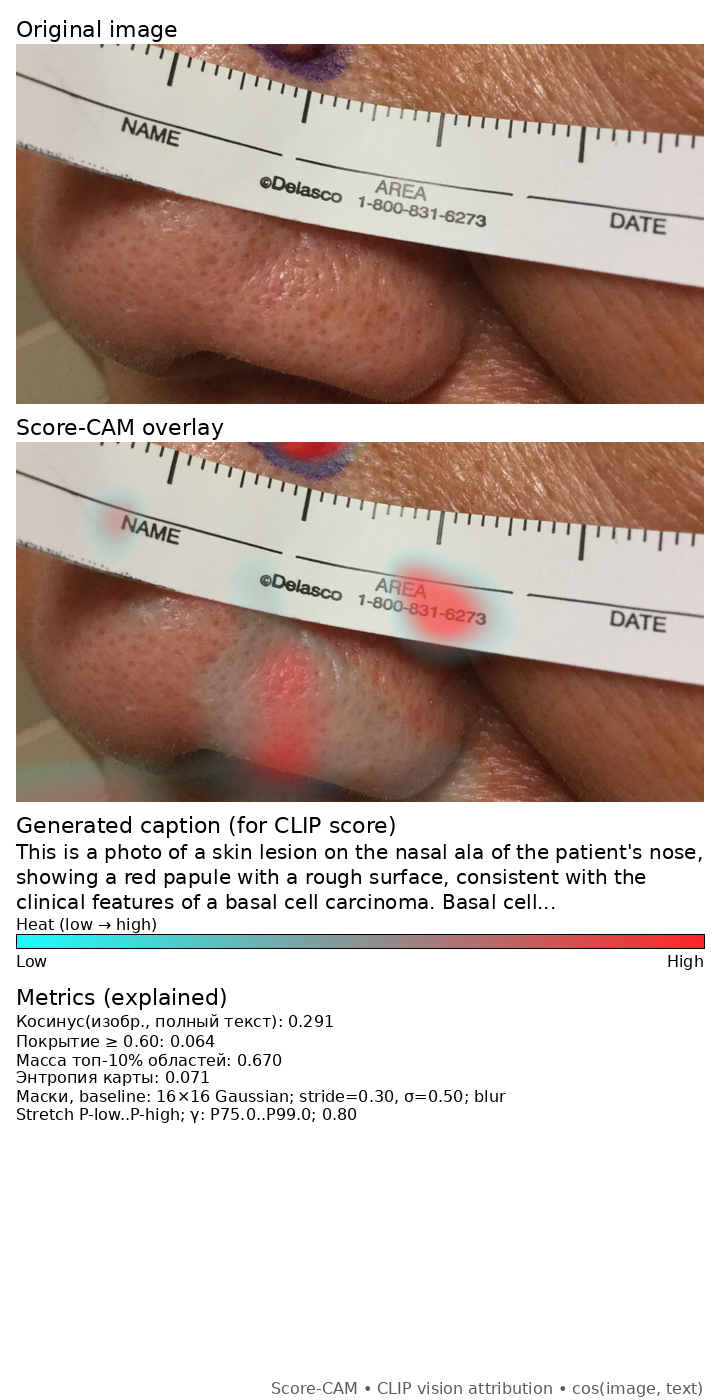 Original image
NAME
©Delasco
AREA
1-800-831-6273
DATE
Score-CAM overlay
NAME
©Delasco
AREA
1-800-831-6273
DATE
Generated caption (for CLIP score)
This is a photo of a skin lesion on the nasal ala of the patient's nose,
showing a red papule with a rough surface, consistent with the
clinical features of a basal cell carcinoma. Basal cell...
Heat (low → high)
Low
High
Metrics (explained)
Косинус(изобр., полный текст): 0.291
Покрытие ≥ 0.60: 0.064
Масса топ-10% областей: 0.670
Энтропия карты: 0.071
Маски, baseline: 16×16 Gaussian; stride=0.30, σ=0.50; blur
Stretch P-low..P-high; γ: P75.0..P99.0; 0.80
Score-CAM • CLIP vision attribution • cos(image, text)